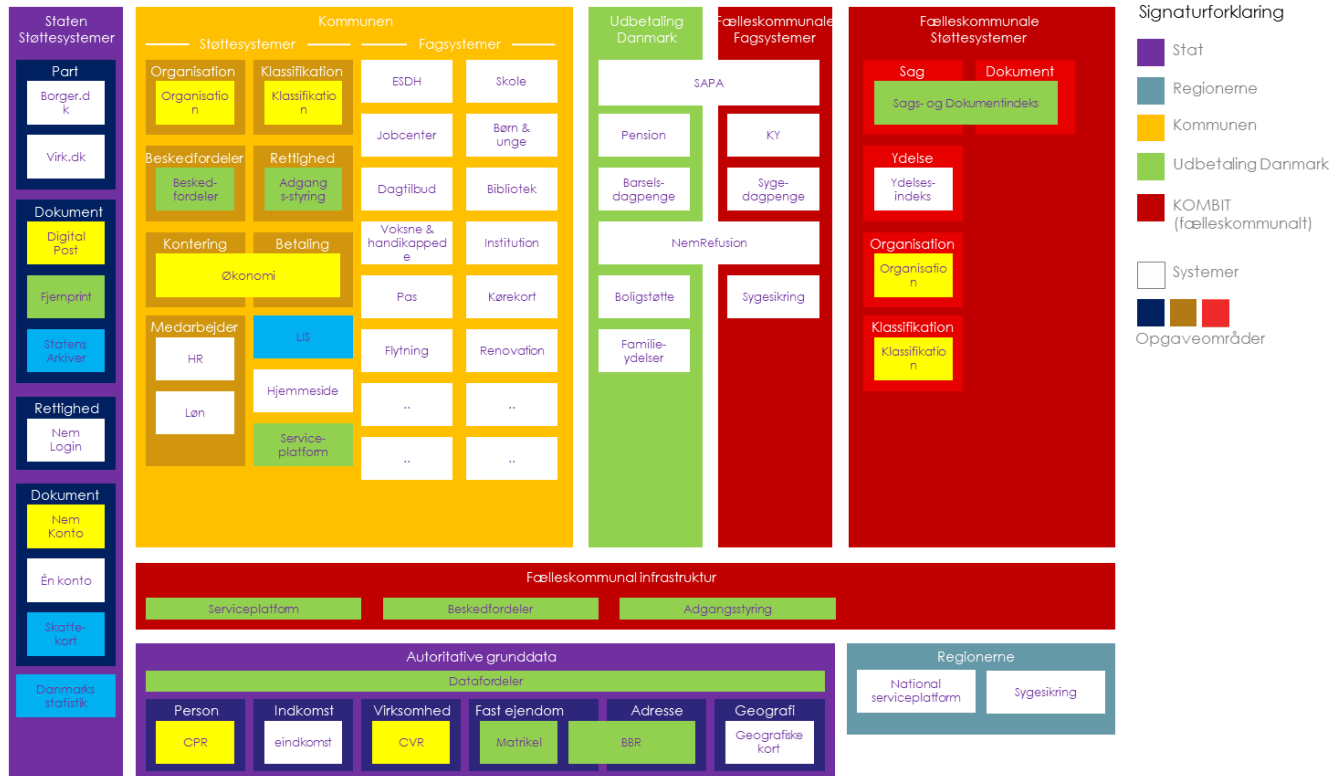 Staten
Støttesystemer
Part
Borger.d
k
Virk.dk
Dokument
Digital
Post
Fjernprint
Statens
Arkiver
Rettighed
Nem
Login
Dokument
Nem
Konto
Én konto
Skatte-
kort
Danmarks
statistik
Kommunen
Støttesystemer
Fagsystemer
Organisation
Organisatio
n
Klassifikation
Klassifikatio
n
Beskedfordeler
Besked-
fordeler
Rettighed
Adgang
s-styring
Kontering
Betaling
Økonomi
Medarbejder
HR
Løn
LIS
Hjemmeside
Service-
platform
ESDH
Skole
Jobcenter
Børn &
unge
Dagtilbud
Bibliotek
Voksne &
handikapped
e
Institution
Pas
Kørekort
Flytning
Renovation
..
..
..
..
Udbetaling
Danmark
Fælleskommunale
Fagsystemer
SAPA
Pension
KY
Barsels-
dagpenge
Syge-
dagpenge
NemRefusion
Boligstøtte
Sygesikring
Familie-
ydelser
Fælleskommunale
Støttesystemer
Sag
Dokument
Sags- og Dokumentindeks
Ydelse
Ydelses-
indeks
Organisation
Organisatio
n
Klassifikation
Klassifikatio
n
Signaturforklaring
Stat
Regionerne
Kommunen
Udbetaling Danmark
KOMBIT
(fælleskommunalt)
Systemer
Opgaveområder
Fælleskommunal infrastruktur
Serviceplatform
Beskedfordeler
Adgangsstyring
Autoritative grunddata
Datafordeler
Person
CPR
Indkomst
eindkomst
Virksomhed
CVR
Fast ejendom
Matrikel
Adresse
BBR
Geografi
Geografiske
kort
Regionerne
National
serviceplatform
Sygesikring